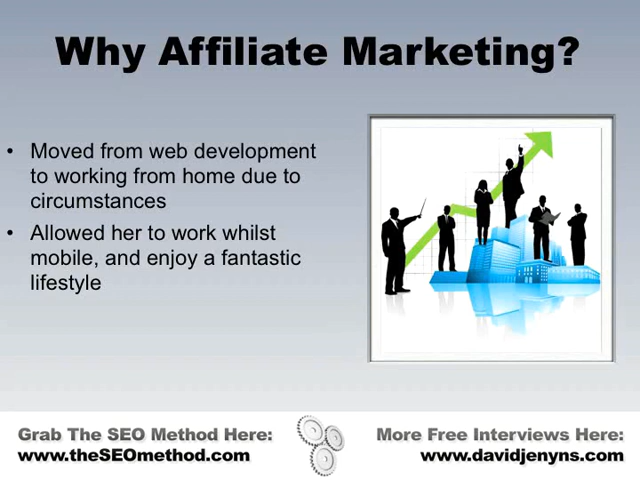 Why Affiliate Marketing?
• Moved from web development
to working from home due to
circumstances
• Allowed her to work whilst
mobile, and enjoy a fantastic
lifestyle
Grab The SEO Method Here:
www.theSEOmethod.com
More Free Interviews Here:
www.davidjenyns.com